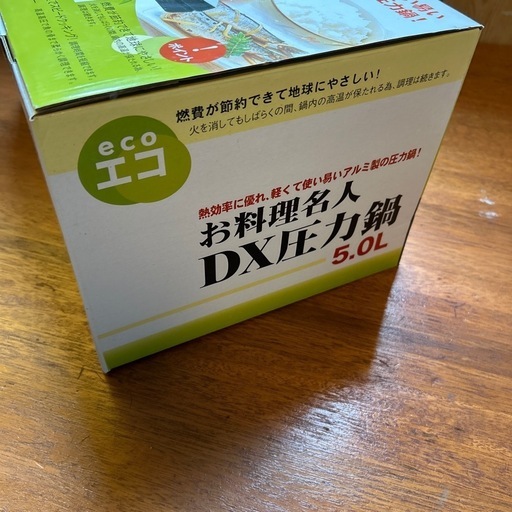 ポイント!
eco
エコ
燃費が節約できて地球にやさしい!
火を消してもしばらくの間、鍋内の高温が保たれる為、調理は続きます。
熱効率に優れ、軽くて使い易いアルミ製の圧力鍋!
お料理名人
DX圧力鍋
5.0L